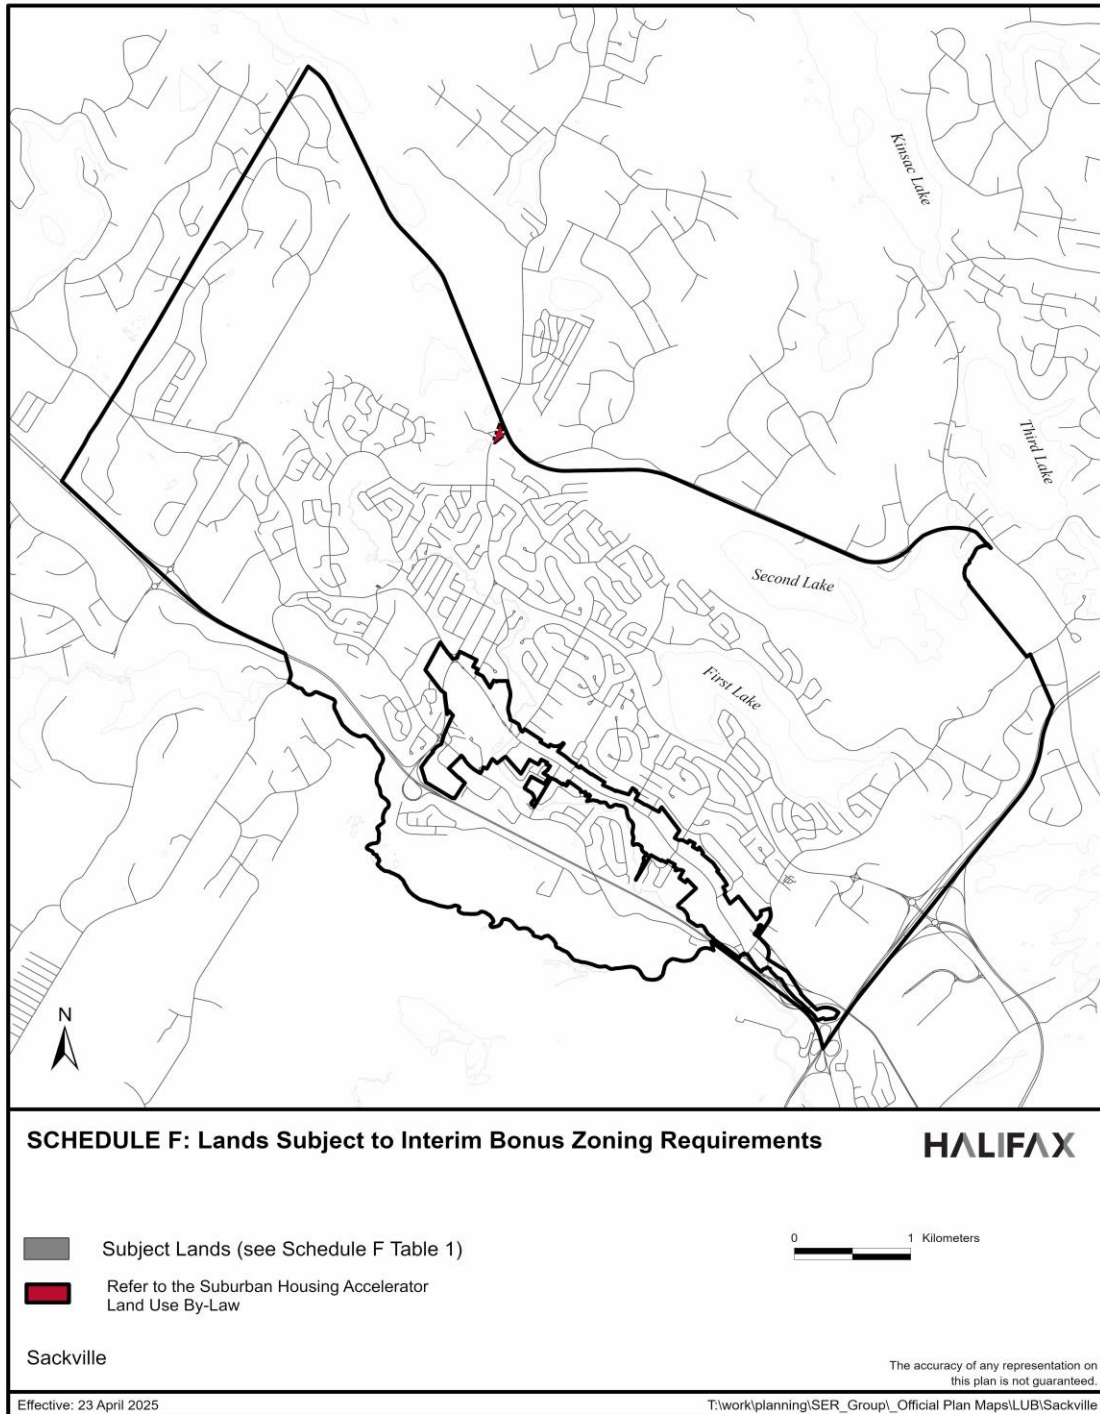 Kinsac Lake
Third Lake
Second Lake
First Lake
N
SCHEDULE F: Lands Subject to Interim Bonus Zoning Requirements
HALIFAX
Subject Lands (see Schedule F Table 1)
0 1 Kilometers
Refer to the Suburban Housing Accelerator
Land Use By-Law
Sackville
The accuracy of any representation on
this plan is not guaranteed.
Effective: 23 April 2025
T:\work\planning\SER_Group\_Official Plan Maps\LUB\Sackville